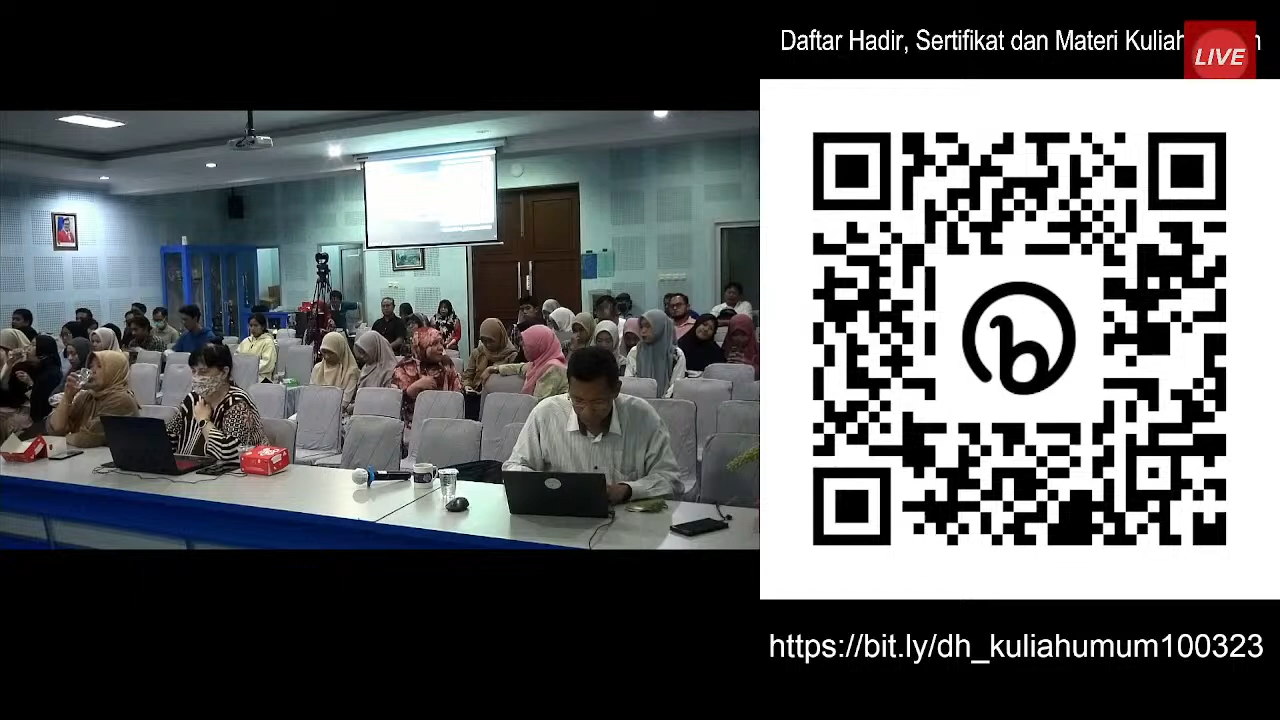 Daftar Hadir, Sertifikat dan Materi Kuliah
LIVE
https://bit.ly/dh_kuliahumum100323